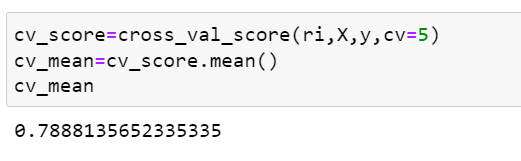 cv_score=cross_val_score(ri,X,y,cv=5)
cv_mean=cv_score.mean()
cv_mean
0.7888135652335335